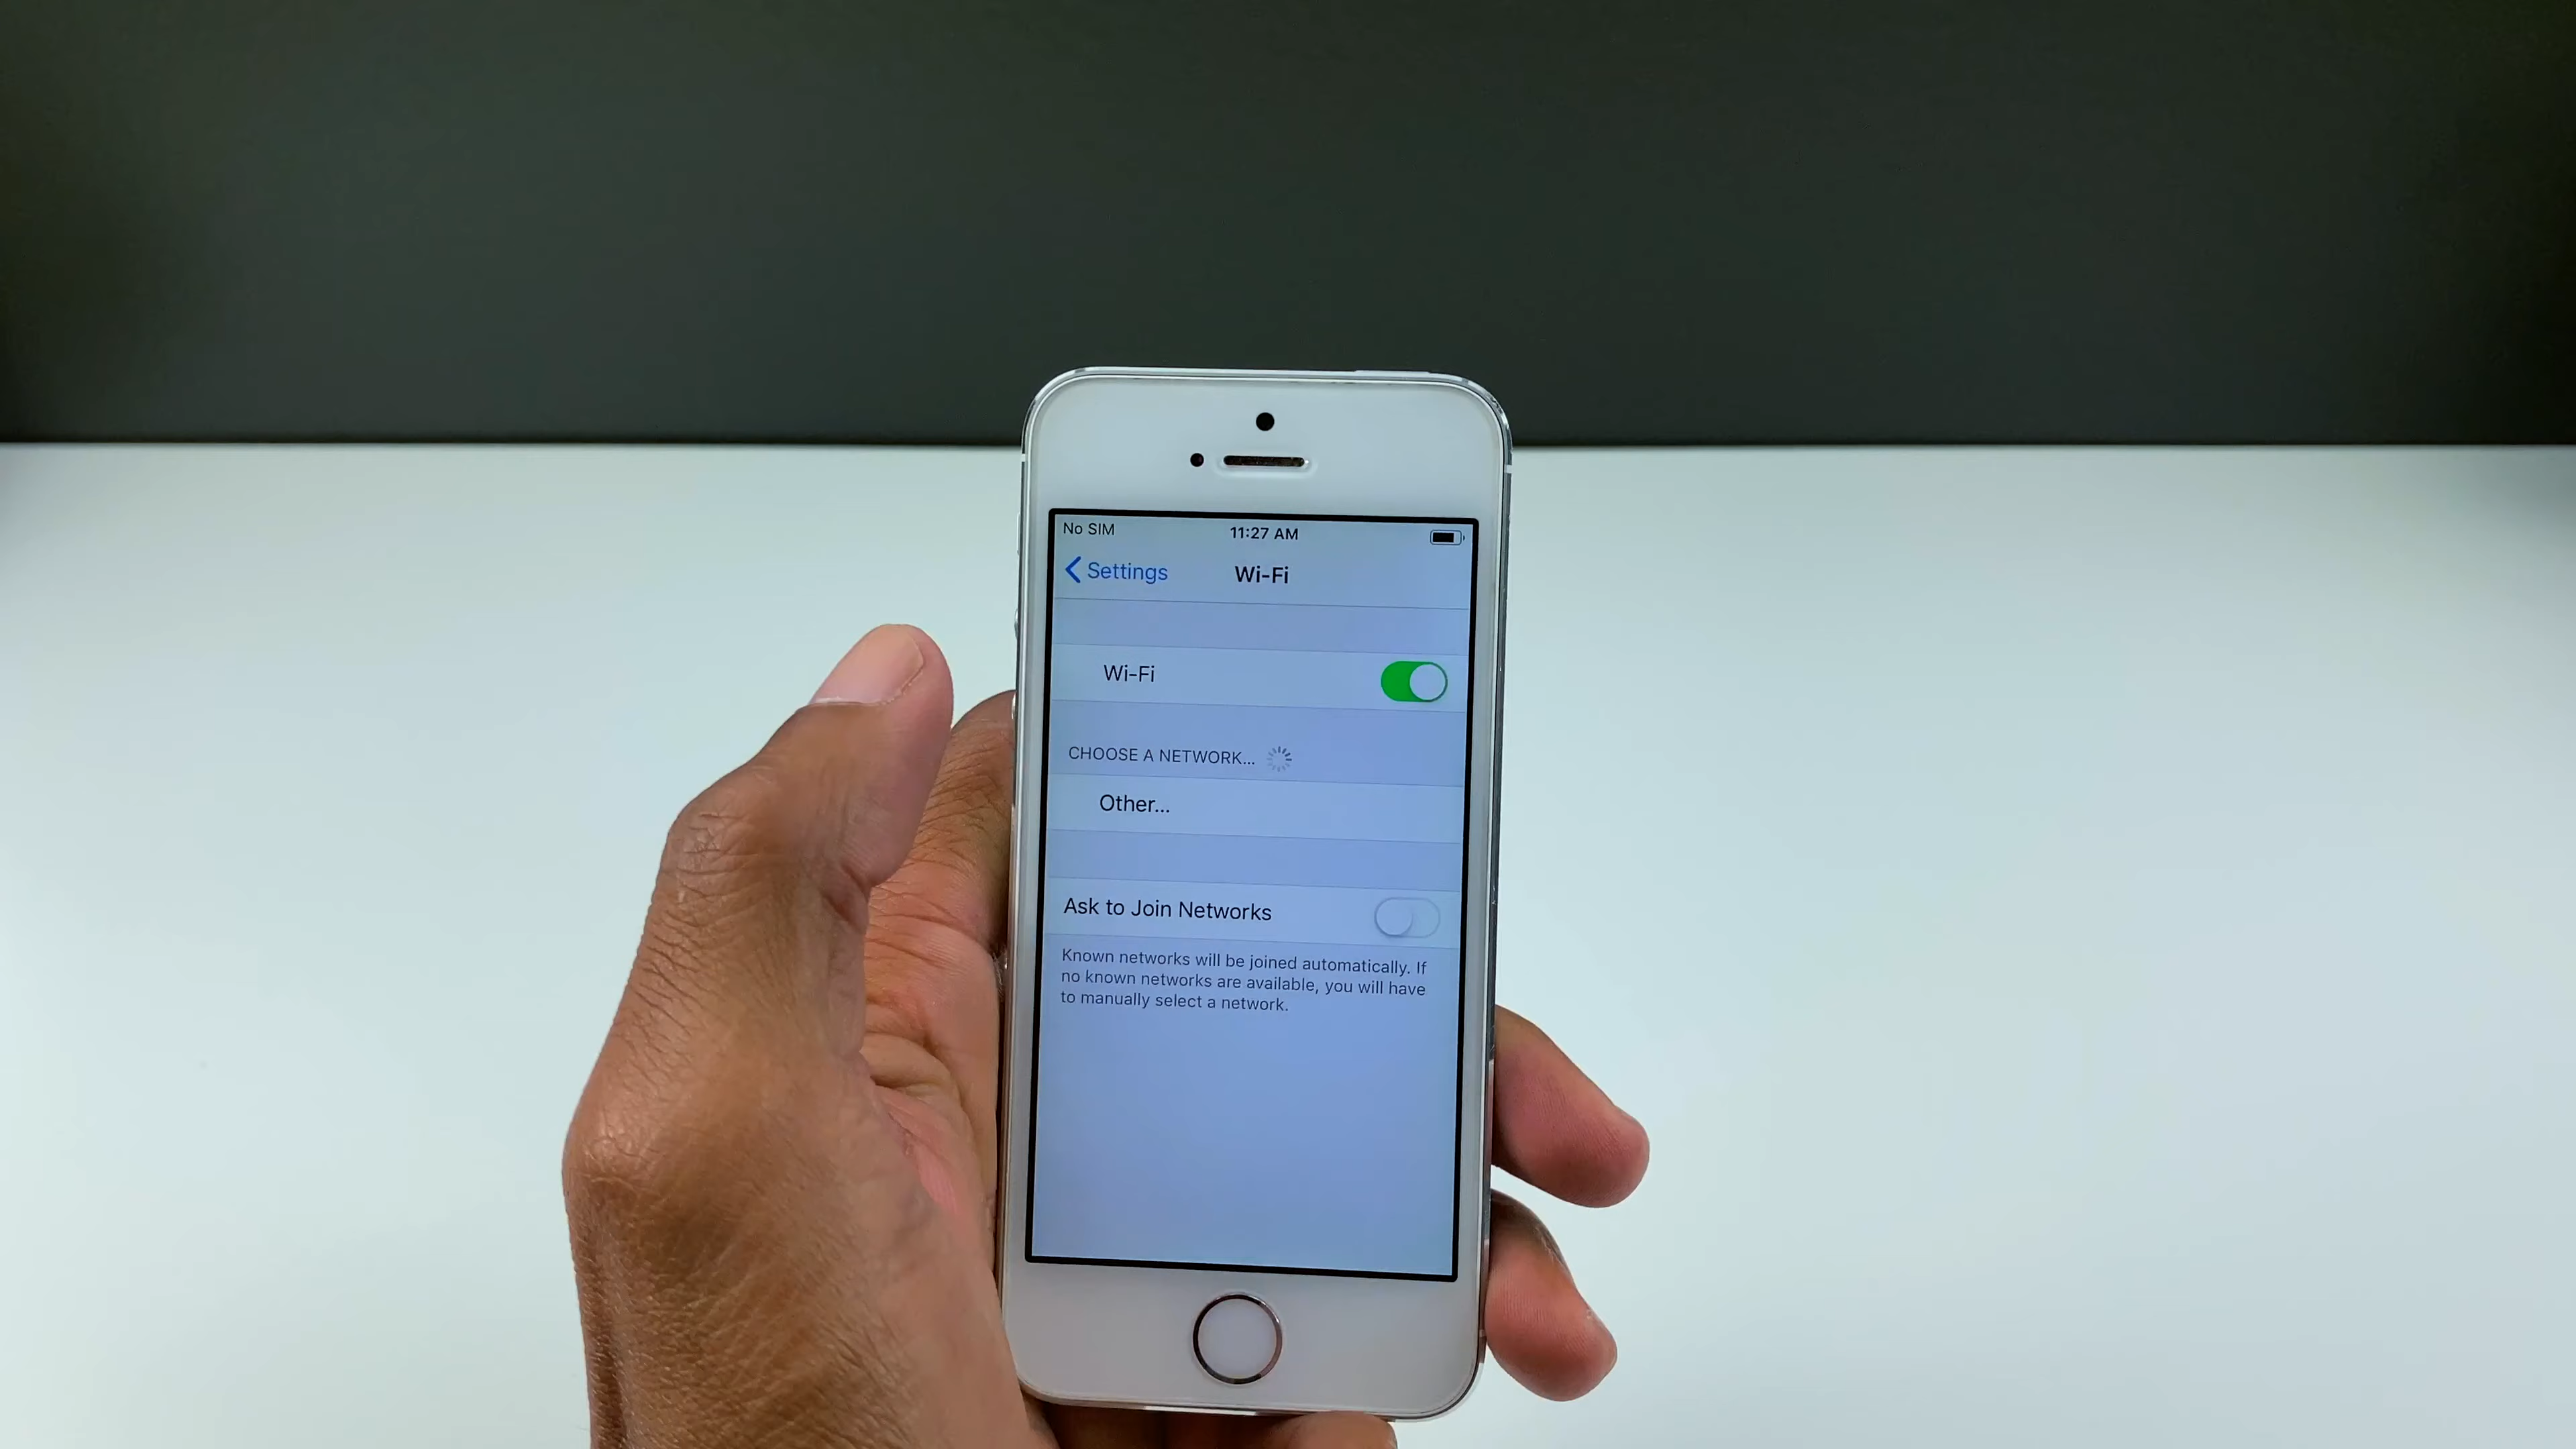 No SIM 11:27 AM
Settings Wi-Fi
Wi-Fi
CHOOSE A NETWORK...
Other...
Ask to Join Networks
Known networks will be joined automatically. If
no known networks are available, you will have
to manually select a network.